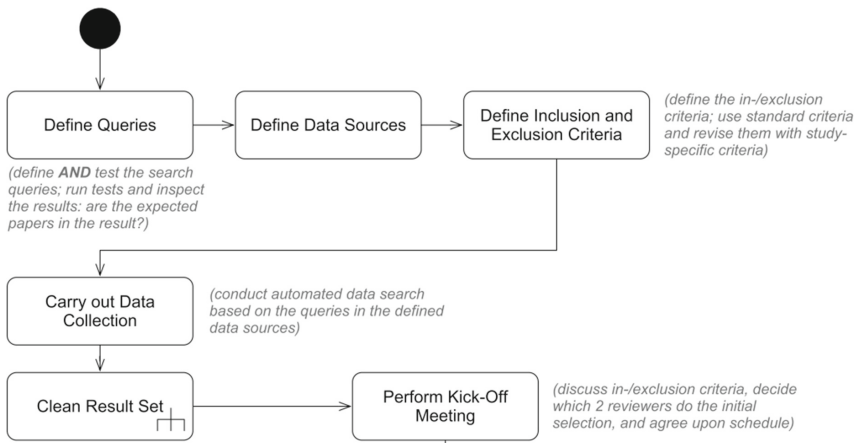 Define Queries
Define Data Sources
Define Inclusion and
Exclusion Criteria
(define the in-/exclusion
criteria; use standard criteria
and revise them with study-
specific criteria)
(define AND test the search
queries; run tests and inspect
the results: are the expected
papers in the result?)
Carry out Data
Collection
(conduct automated data search
based on the queries in the defined
data sources)
Clean Result Set
Perform Kick-Off
Meeting
(discuss in-/exclusion criteria, decide
which 2 reviewers do the initial
selection, and agree upon schedule)